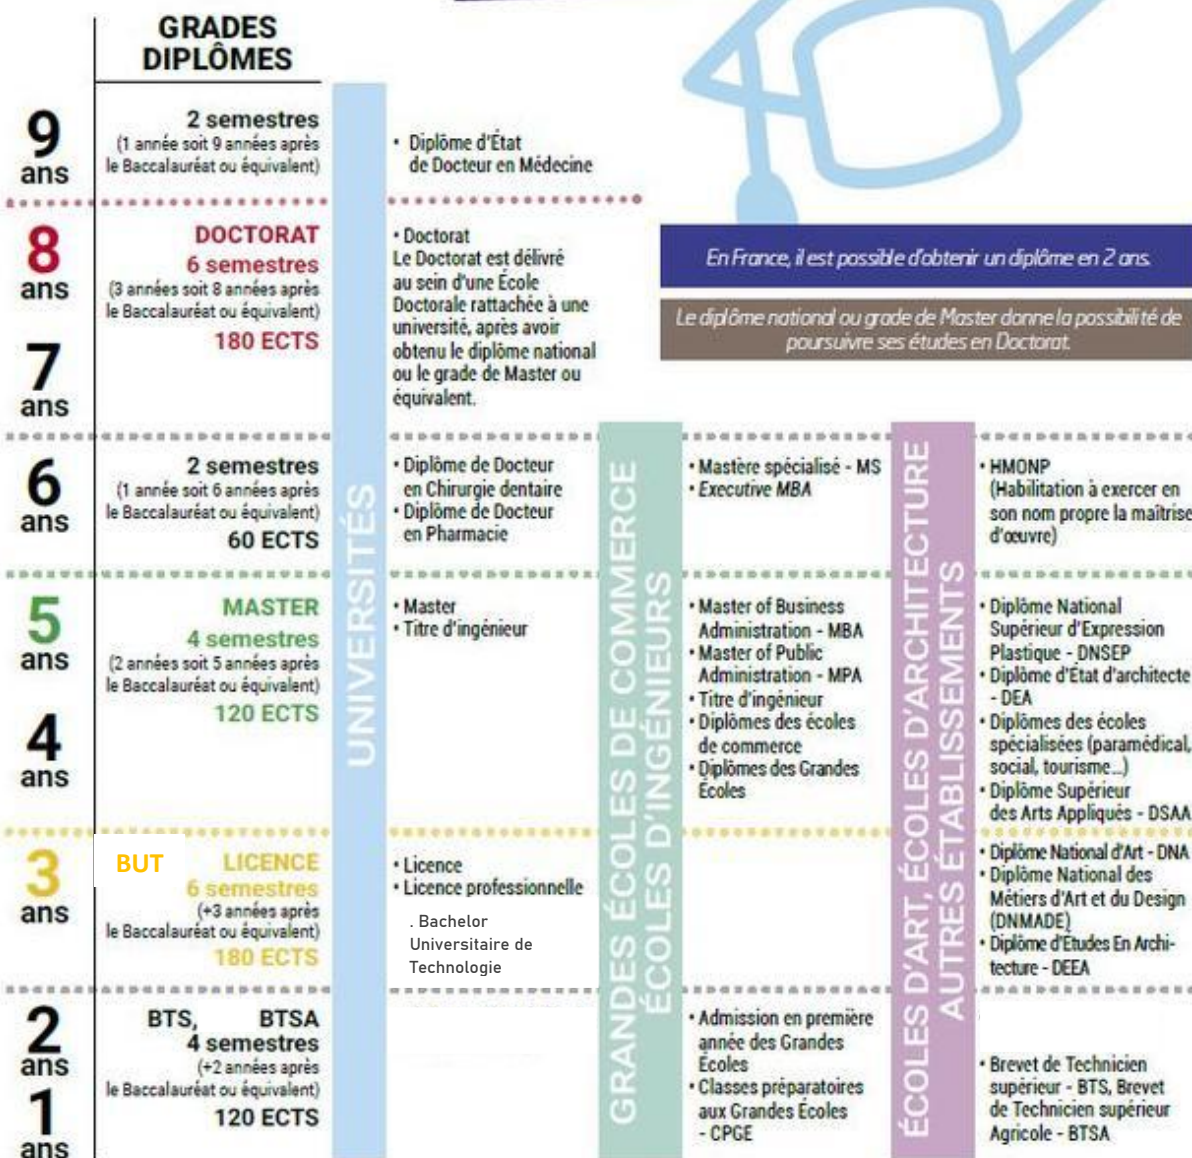 GRADES
DIPLÔMES
9
ans
2 semestres
(1 année soit 9 années après
le Baccalauréat ou équivalent)
• Diplôme d'État
de Docteur en Médecine
8
ans
7
ans
DOCTORAT
6 semestres
(3 années soit 8 années après
le Baccalauréat ou équivalent)
180 ECTS
• Doctorat
Le Doctorat est délivré
au sein d'une École
Doctorale rattachée à une
université, après avoir
obtenu le diplôme national
ou le grade de Master ou
équivalent.
En France, il est possible d'obtenir un diplôme en 2 ans.
Le diplôme national ou grade de Master donne la possibilité de
poursuivre ses études en Doctorat.
UNIVERSITÉS
GRANDES ÉCOLES DE COMMERCE
ÉCOLES D'INGÉNIEURS
ÉCOLES D'ART, ÉCOLES D'ARCHITECTURE
AUTRES ÉTABLISSEMENTS
6
ans
2 semestres
(1 année soit 6 années après
le Baccalauréat ou équivalent)
60 ECTS
• Diplôme de Docteur
en Chirurgie dentaire
• Diplôme de Docteur
en Pharmacie
• Mastère spécialisé - MS
• Executive MBA
• HMONP
(Habilitation à exercer en
son nom propre la maîtrise
d'œuvre)
5
ans
4
ans
MASTER
4 semestres
(2 années soit 5 années après
le Baccalauréat ou équivalent)
120 ECTS
• Master
• Titre d'ingénieur
• Master of Business
Administration - MBA
• Master of Public
Administration - MPA
• Titre d'ingénieur
• Diplômes des écoles
de commerce
• Diplômes des Grandes
Écoles
• Diplôme National
Supérieur d'Expression
Plastique - DNSEP
• Diplôme d'État d'architecte
- DEA
• Diplômes des écoles
spécialisées (paramédical,
social, tourisme...)
• Diplôme Supérieur
des Arts Appliqués - DSAA
3
ans
BUT LICENCE
6 semestres
(+3 années après
le Baccalauréat ou équivalent)
180 ECTS
• Licence
• Licence professionnelle
. Bachelor
Universitaire de
Technologie
• Diplôme National d'Art - DNA
• Diplôme National des
Métiers d'Art et du Design
(DNMADE)
• Diplôme d'Etudes En Archi-
tecture - DEEA
2
ans
1
ans
BTS, BTSA
4 semestres
(+2 années après
le Baccalauréat ou équivalent)
120 ECTS
• Admission en première
année des Grandes
Écoles
• Classes préparatoires
aux Grandes Écoles
- CPGE
• Brevet de Technicien
supérieur - BTS, Brevet
de Technicien supérieur
Agricole - BTSA